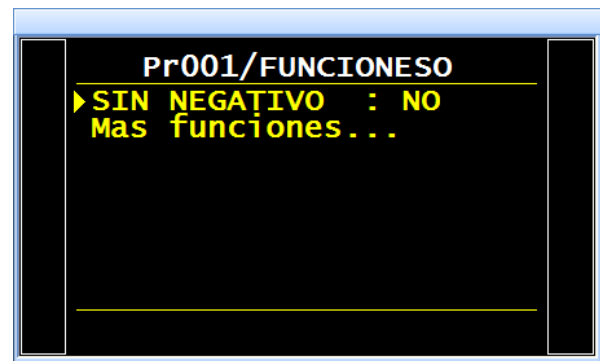 Pr001/FUNCIONESO
SIN NEGATIVO : NO
Mas funciones...